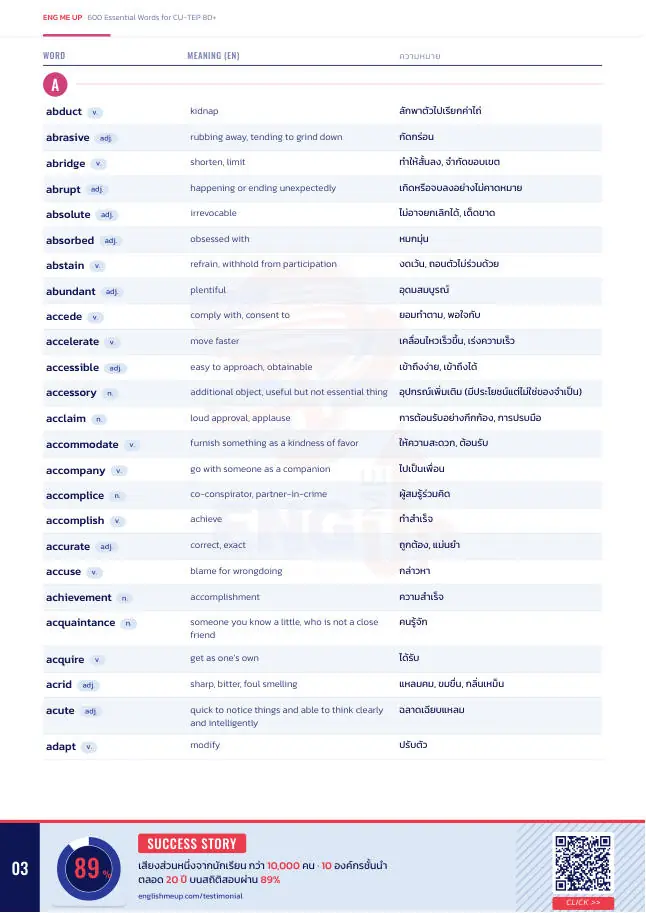 ENG ME UP 600 Essential Words for CU-TEP 80+
WORD MEANING (EN) ความหมาย
A
abduct v. kidnap ลักพาตัวไปเรียกค่าไถ่
abrasive adj. rubbing away, tending to grind down กัดกร่อน
abridge v. shorten, limit ทำให้สั้นลง, จำกัดขอบเขต
abrupt adj. happening or ending unexpectedly เกิดหรือจบลงอย่างไม่คาดหมาย
absolute adj. irrevocable ไม่อาจยกเลิกได้, เด็ดขาด
absorbed adj. obsessed with หมกมุ่น
abstain v. refrain, withhold from participation งดเว้น, ถอนตัวไม่ร่วมด้วย
abundant adj. plentiful อุดมสมบูรณ์
accede v. comply with, consent to ยอมทำตาม, พอใจกับ
accelerate v. move faster เคลื่อนไหวเร็วขึ้น, เร่งความเร็ว
accessible adj. easy to approach, obtainable เข้าถึงง่าย, เข้าถึงได้
accessory n. additional object, useful but not essential thing อุปกรณ์เพิ่มเติม (มีประโยชน์แต่ไม่ใช่ของจำเป็น)
acclaim n. loud approval, applause การต้อนรับอย่างกึกก้อง, การปรบมือ
accommodate v. furnish something as a kindness of favor ให้ความสะดวก, ต้อนรับ
accompany v. go with someone as a companion ไปเป็นเพื่อน
accomplice n. co-conspirator, partner-in-crime ผู้สมรู้ร่วมคิด
accomplish v. achieve ทำสำเร็จ
accurate adj. correct, exact ถูกต้อง, แม่นยำ
accuse v. blame for wrongdoing กล่าวหา
achievement n. accomplishment ความสำเร็จ
acquaintance n. someone you know a little, who is not a close คนรู้จัก
friend
acquire v. get as one's own ได้รับ
acrid adj. sharp, bitter, foul smelling แหลมคม, ขมขื่น, กลิ่นเหม็น
acute adj. quick to notice things and able to think clearly ฉลาดเฉียบแหลม
and intelligently
adapt v. modify ปรับตัว
03
89%
SUCCESS STORY
เสียงส่วนหนึ่งจากนักเรียน กว่า 10,000 คน · 10 องค์กรชั้นนำ
ตลอด 20 ปี บนสถิติสอบผ่าน 89%
englishmeup.com/testimonial
CLICK >>
ENG
ME